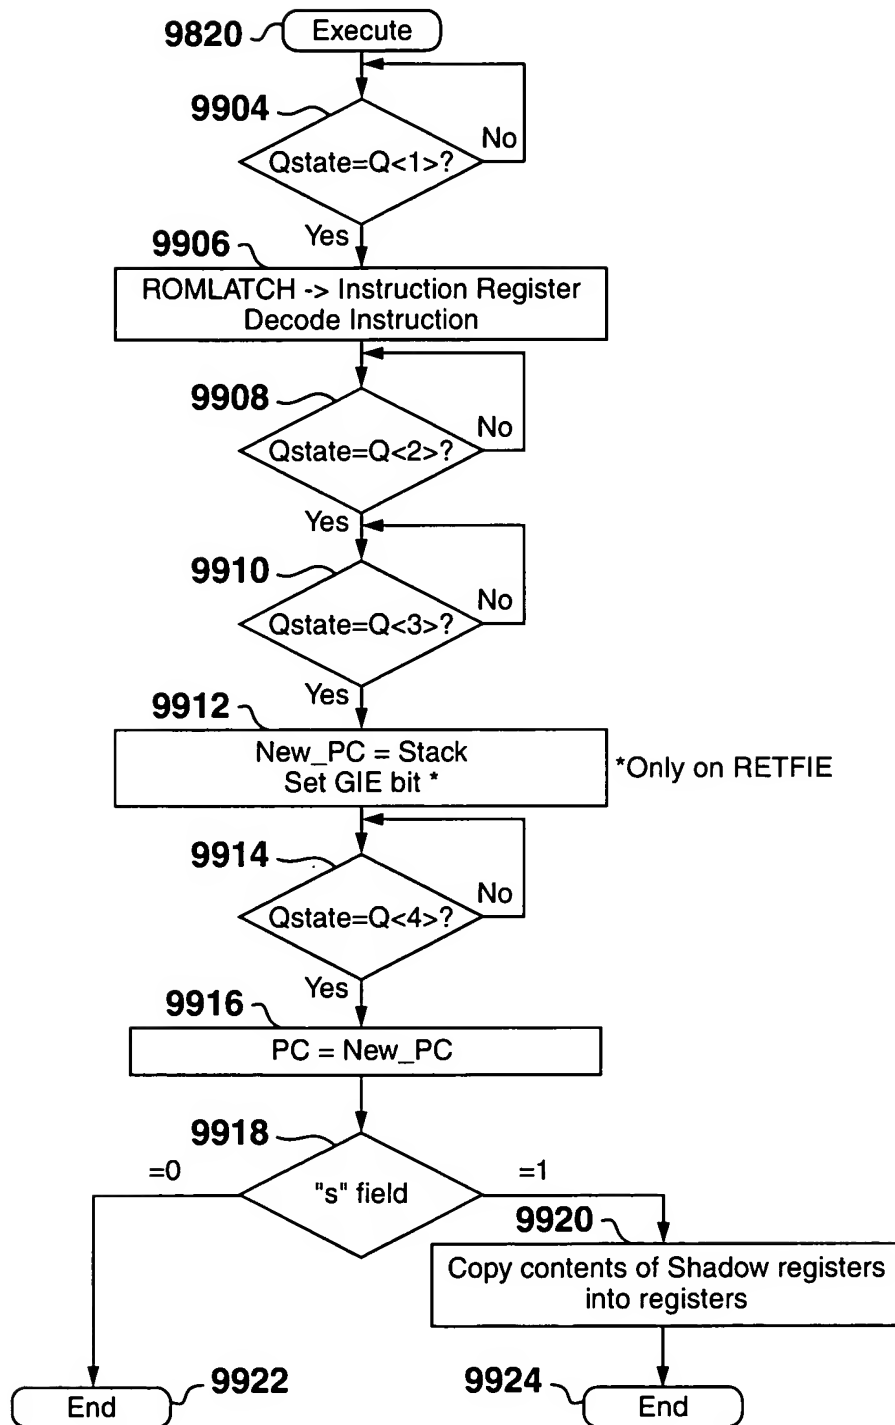 9820
Execute
9904
Qstate=Q<1>?
No
Yes
9906
ROMLATCH -> Instruction Register
Decode Instruction
9908
Qstate=Q<2>?
No
Yes
9910
Qstate=Q<3>?
No
Yes
9912
New_PC = Stack
Set GIE bit *
*Only on RETFIE
9914
Qstate=Q<4>?
No
Yes
9916
PC = New_PC
9918
"s" field
=0
=1
9920
Copy contents of Shadow registers
into registers
End
9922
9924
End